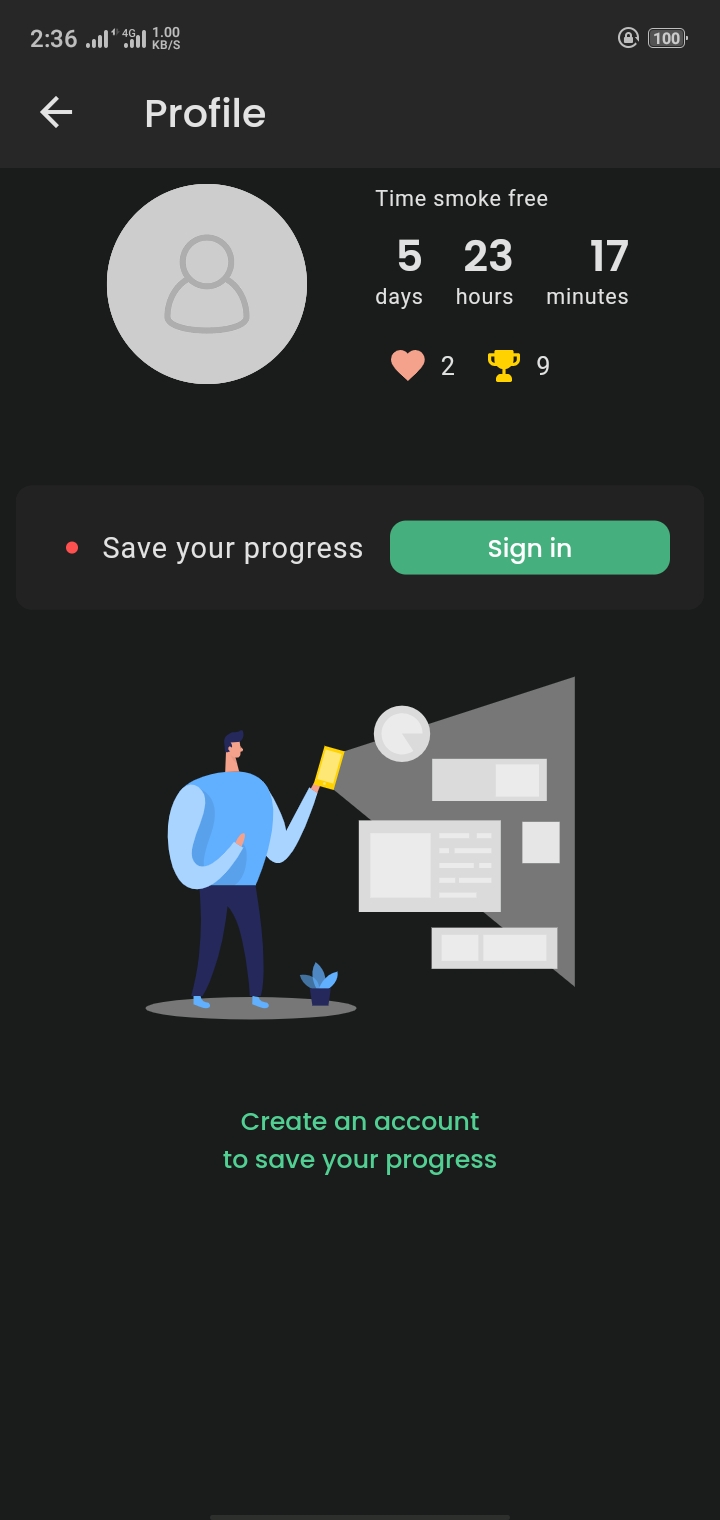 2:36 4G 1.00 KB/S 100
Profile
Time smoke free
5 23 17
days hours minutes
2 9
Save your progress Sign in
Create an account
to save your progress